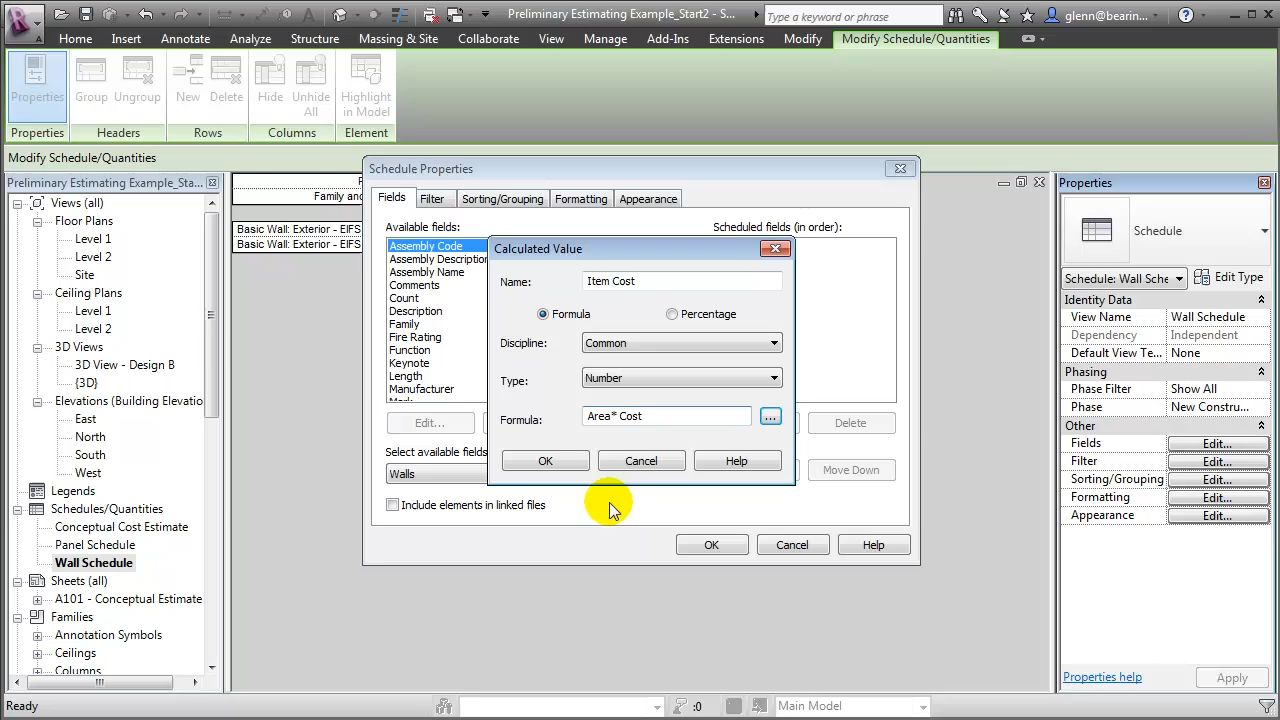 Preliminary Estimating Example_Start2 - S...
Type a keyword or phrase
glenn@bearin...
Home Insert Annotate Analyze Structure Massing & Site Collaborate View Manage Add-Ins Extensions Modify Modify Schedule/Quantities
Properties Group Ungroup New Delete Hide Unhide All Highlight in Model
Properties Headers Rows Columns Element
Modify Schedule/Quantities
Preliminary Estimating Example_Sta...
Views (all)
Floor Plans
Level 1
Level 2
Site
Ceiling Plans
Level 1
Level 2
3D Views
3D View - Design B
{3D}
Elevations (Building Elevation
East
North
South
West
Legends
Schedules/Quantities
Conceptual Cost Estimate
Panel Schedule
Wall Schedule
Sheets (all)
A101 - Conceptual Estimate
Families
Annotation Symbols
Ceilings
Columns
Family and
Basic Wall: Exterior - EIFS
Basic Wall: Exterior - EIFS
Schedule Properties
Fields Filter Sorting/Grouping Formatting Appearance
Available fields:
Scheduled fields (in order):
Assembly Code
Assembly Description
Assembly Name
Comments
Count
Description
Family
Fire Rating
Function
Keynote
Length
Manufacturer
Mark
Edit...
Delete
Select available fields
Walls
Move Down
Include elements in linked files
OK Cancel Help
Calculated Value
Name: Item Cost
Formula Percentage
Discipline: Common
Type: Number
Formula: Area* Cost ...
OK Cancel Help
Properties
Schedule
Schedule: Wall Sche Edit Type
Identity Data
View Name Wall Schedule
Dependency Independent
Default View Te... None
Phasing
Phase Filter Show All
Phase New Constru...
Other
Fields Edit...
Filter Edit...
Sorting/Grouping Edit...
Formatting Edit...
Appearance Edit...
Properties help Apply
Ready
:0
Main Model